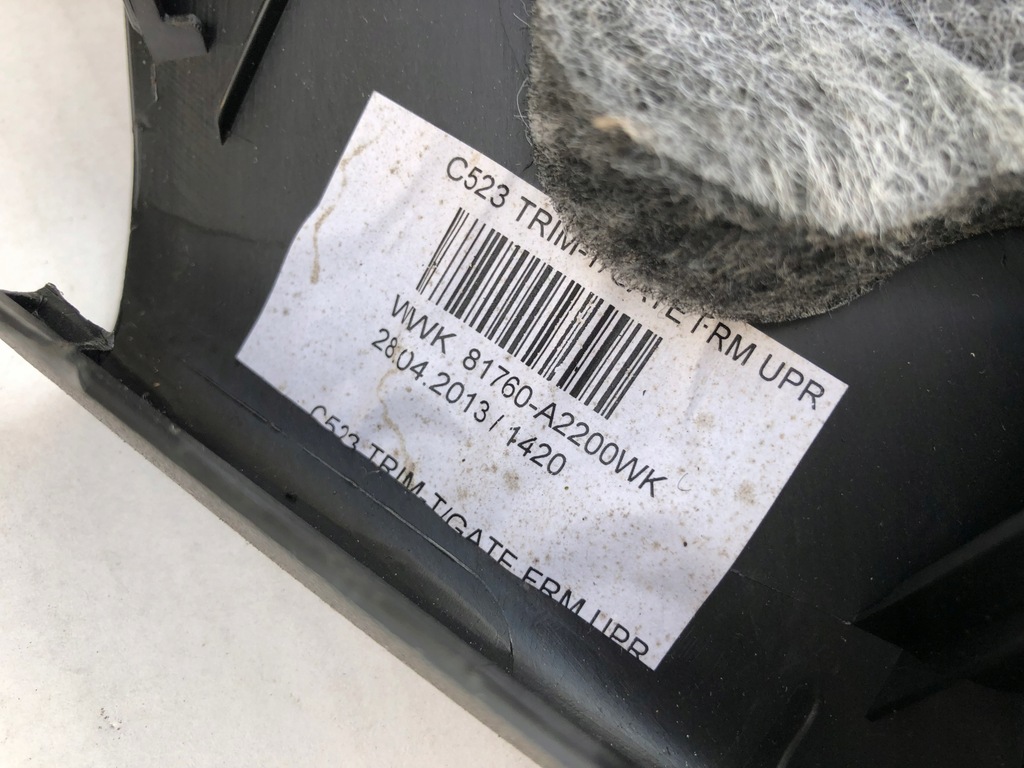 C523 TRIM-T/GATE FRM UPR
WWK 81760-A2200WK
28.04.2013 / 1420
C523 TRIM-T/GATE FRM UPR